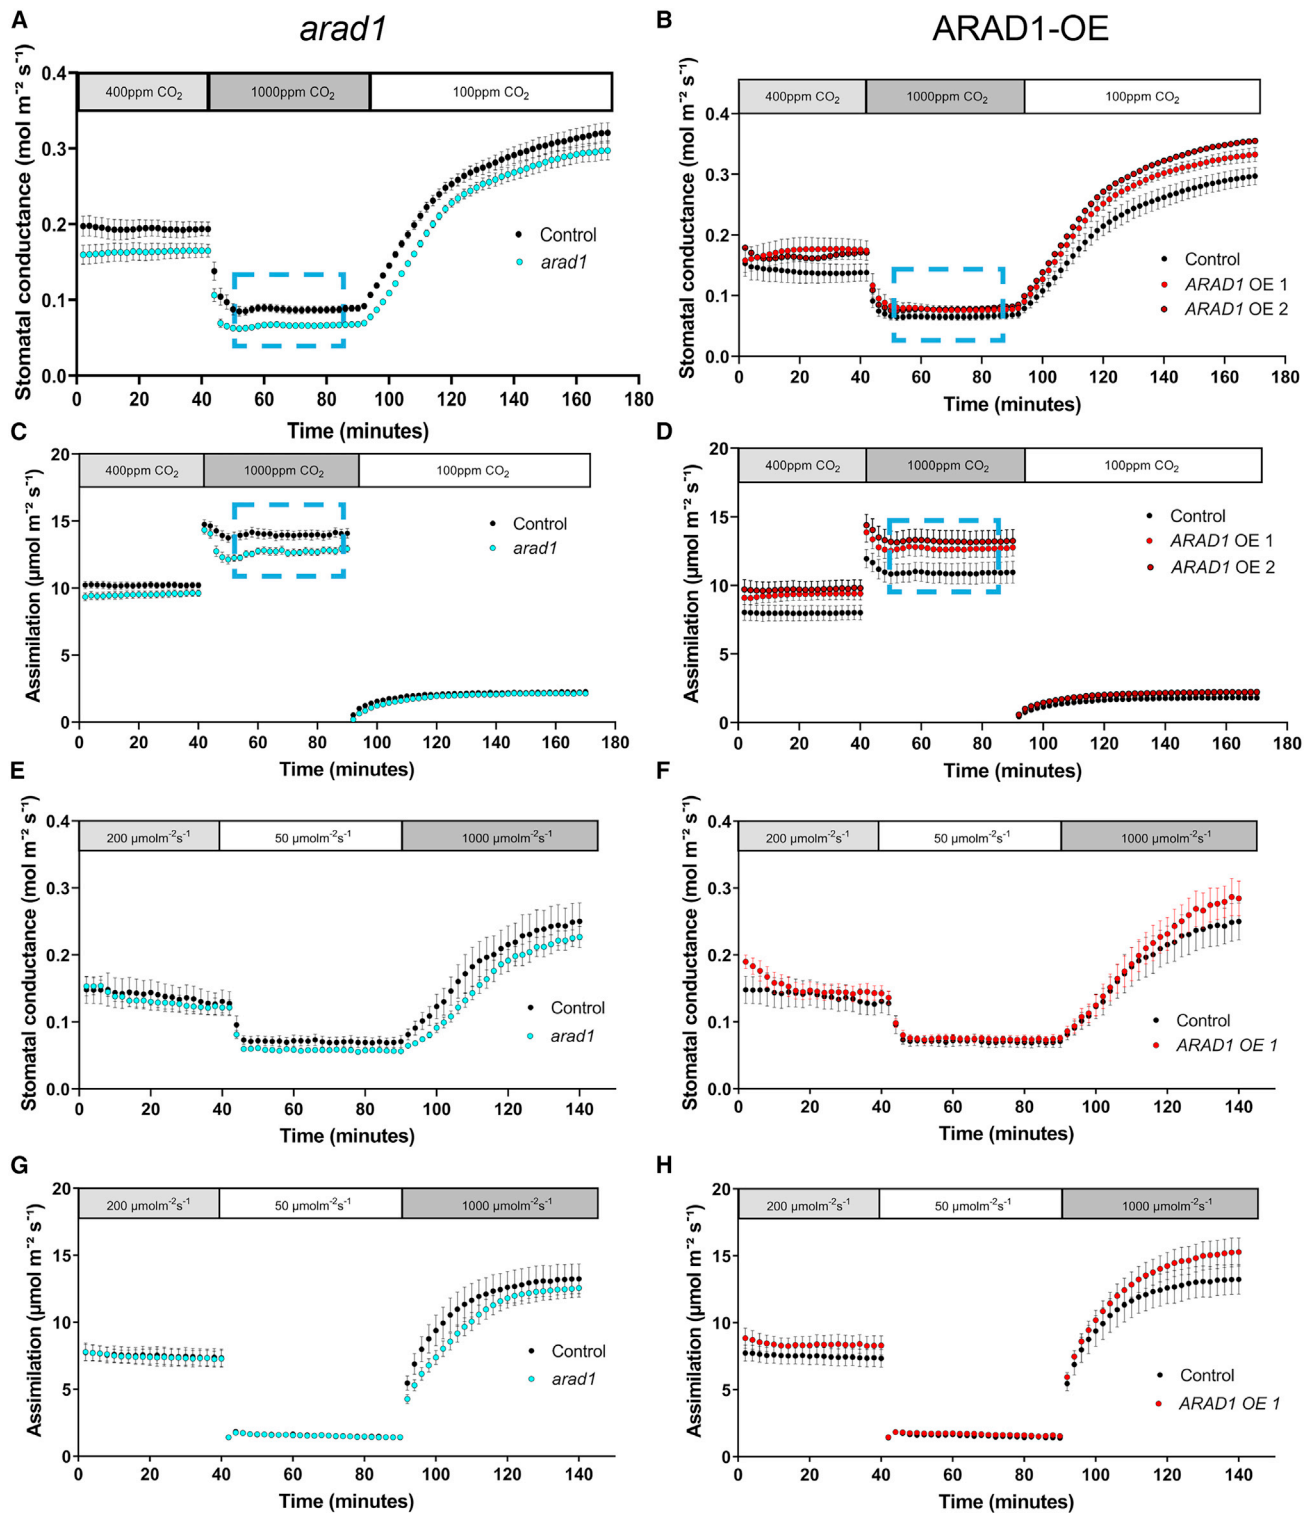 A
arad1
B
ARAD1-OE
Stomatal conductance (mol m⁻² s⁻¹)
400ppm CO₂ 1000ppm CO₂ 100ppm CO₂
0.4
0.3
0.2
0.1
0.0
Control
arad1
0 20 40 60 80 100 120 140 160 180
Time (minutes)
Stomatal conductance (mol m⁻² s⁻¹)
400ppm CO₂ 1000ppm CO₂ 100ppm CO₂
0.4
0.3
0.2
0.1
0.0
Control
ARAD1 OE 1
ARAD1 OE 2
0 20 40 60 80 100 120 140 160 180
Time (minutes)
C
Assimilation (µmol m⁻² s⁻¹)
400ppm CO₂ 1000ppm CO₂ 100ppm CO₂
20
15
10
5
0
Control
arad1
0 20 40 60 80 100 120 140 160 180
Time (minutes)
D
Assimilation (µmol m⁻² s⁻¹)
400ppm CO₂ 1000ppm CO₂ 100ppm CO₂
20
15
10
5
0
Control
ARAD1 OE 1
ARAD1 OE 2
0 20 40 60 80 100 120 140 160 180
Time (minutes)
E
Stomatal conductance (mol m⁻² s⁻¹)
200 µmolm⁻²s⁻¹ 50 µmolm⁻²s⁻¹ 1000 µmolm⁻²s⁻¹
0.4
0.3
0.2
0.1
0.0
Control
arad1
0 20 40 60 80 100 120 140
Time (minutes)
F
Stomatal conductance (mol m⁻² s⁻¹)
200 µmolm⁻²s⁻¹ 50 µmolm⁻²s⁻¹ 1000 µmolm⁻²s⁻¹
0.4
0.3
0.2
0.1
0.0
Control
ARAD1 OE 1
0 20 40 60 80 100 120 140
Time (minutes)
G
Assimilation (µmol m⁻² s⁻¹)
200 µmolm⁻²s⁻¹ 50 µmolm⁻²s⁻¹ 1000 µmolm⁻²s⁻¹
20
15
10
5
0
Control
arad1
0 20 40 60 80 100 120 140
Time (minutes)
H
Assimilation (µmol m⁻² s⁻¹)
200 µmolm⁻²s⁻¹ 50 µmolm⁻²s⁻¹ 1000 µmolm⁻²s⁻¹
20
15
10
5
0
Control
ARAD1 OE 1
0 20 40 60 80 100 120 140
Time (minutes)